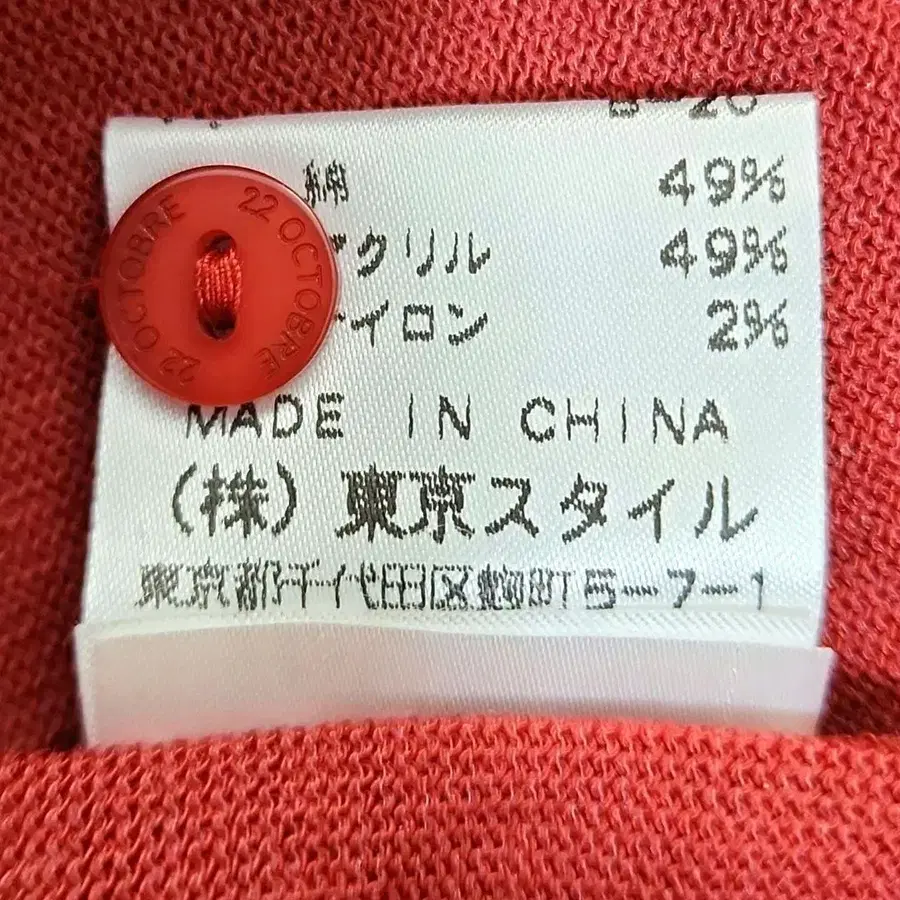 綿 49%
クリル 49%
イロン 2%
22 OCTOBRE 22 OCTOBRE
MADE IN CHINA
(株) 東京スタイル
東京都千代田区麹町5-7-1